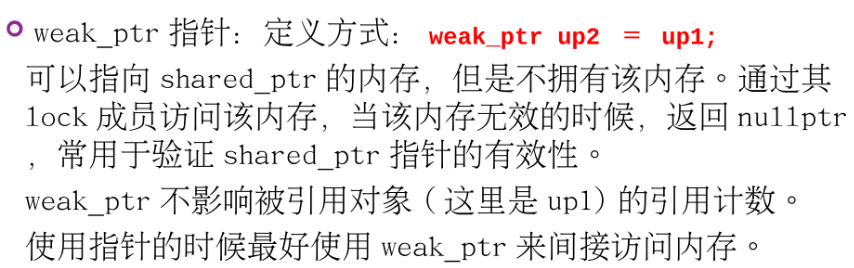 weak_ptr 指针：定义方式： weak_ptr up2 = up1;
可以指向 shared_ptr 的内存，但是不拥有该内存。通过其
lock 成员访问该内存，当该内存无效的时候，返回 nullptr
，常用于验证 shared_ptr 指针的有效性。
weak_ptr 不影响被引用对象（这里是 up1）的引用计数。
使用指针的时候最好使用 weak_ptr 来间接访问内存。